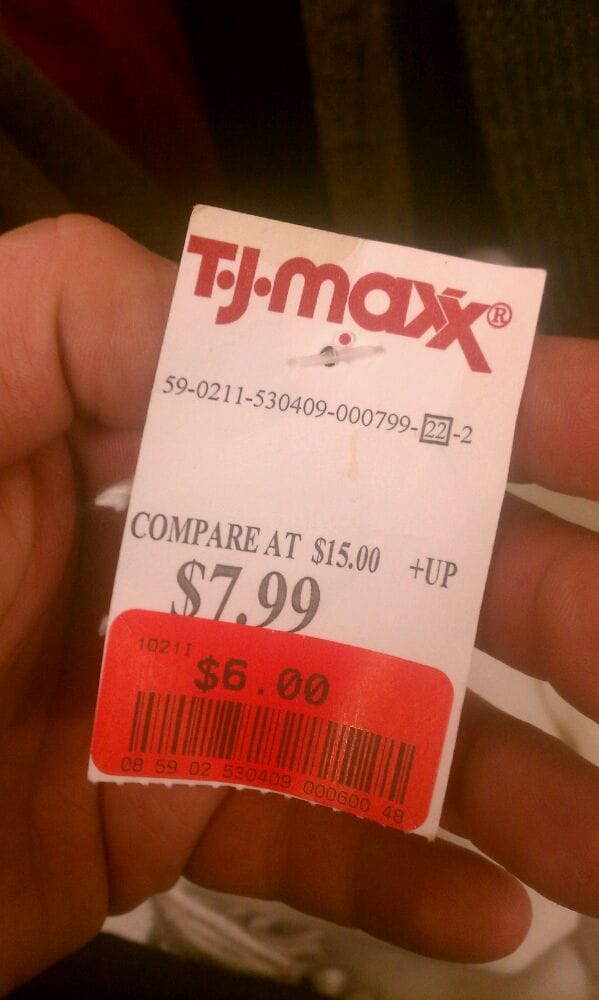 T·J·maxx®
59-0211-530409-000799-22-2
COMPARE AT $15.00 +UP
$7.99
1021I
$6.00
08 59 02 530409 000600 48